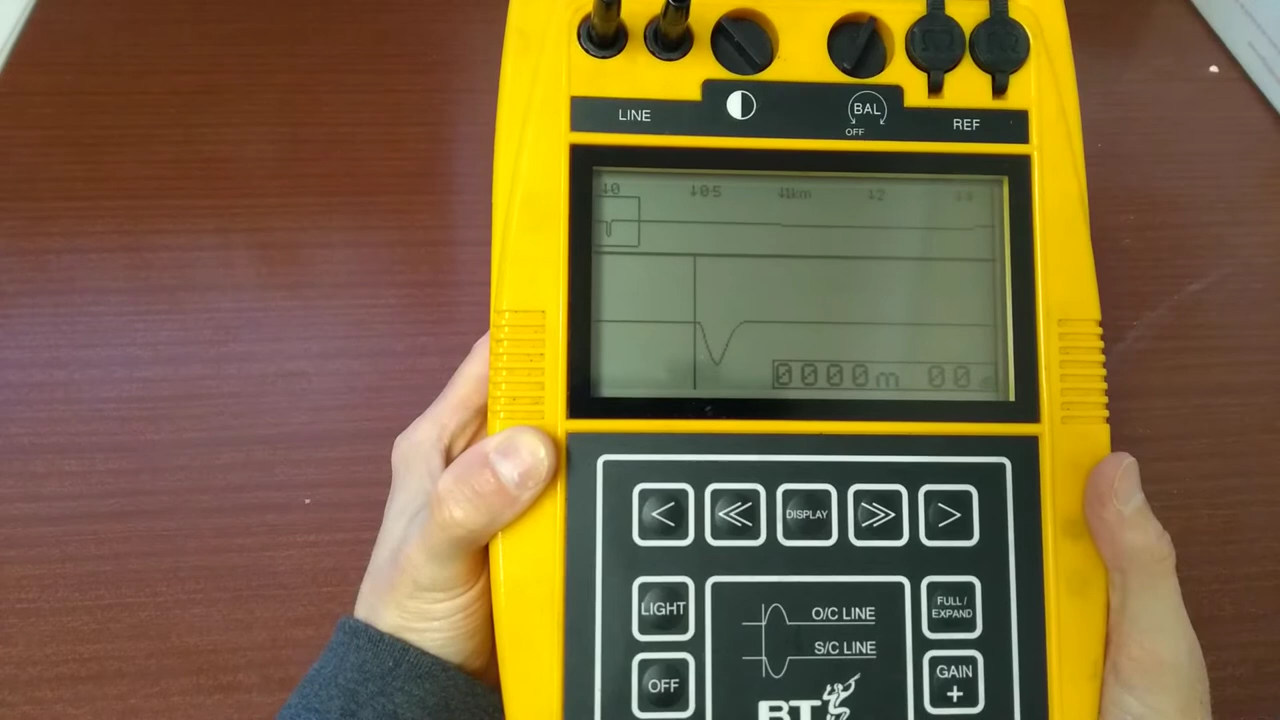 LINE
BAL
OFF
REF
↓0 ↓0·5 ↓1km ↓2
0000m 00
< ≪ DISPLAY ≫ >
LIGHT
FULL/
EXPAND
O/C LINE
S/C LINE
OFF
GAIN
+
BT